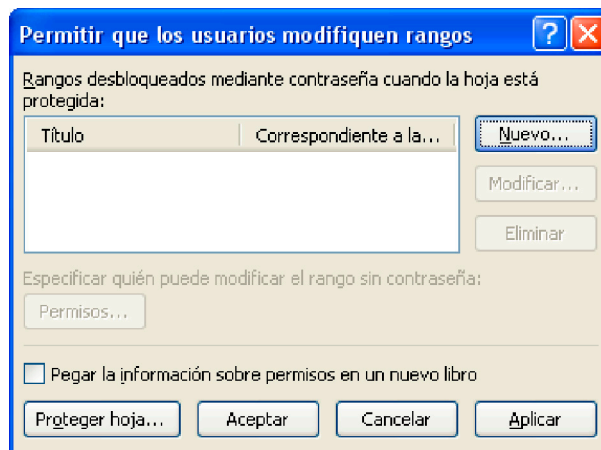 Permitir que los usuarios modifiquen rangos
Rangos desbloqueados mediante contraseña cuando la hoja está
protegida:
Título Correspondiente a la... Nuevo...
Modificar...
Eliminar
Especificar quién puede modificar el rango sin contraseña:
Permisos...
Pegar la información sobre permisos en un nuevo libro
Proteger hoja... Aceptar Cancelar Aplicar